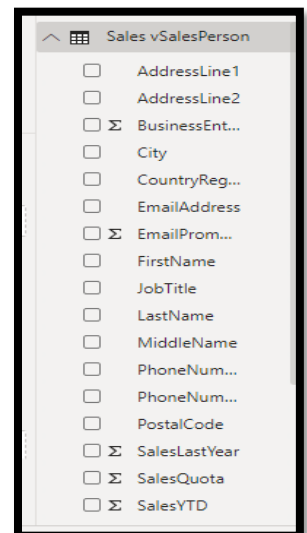 Sales vSalesPerson
AddressLine1
AddressLine2
Σ BusinessEnt...
City
CountryReg...
EmailAddress
Σ EmailProm...
FirstName
JobTitle
LastName
MiddleName
PhoneNum...
PhoneNum...
PostalCode
Σ SalesLastYear
Σ SalesQuota
Σ SalesYTD